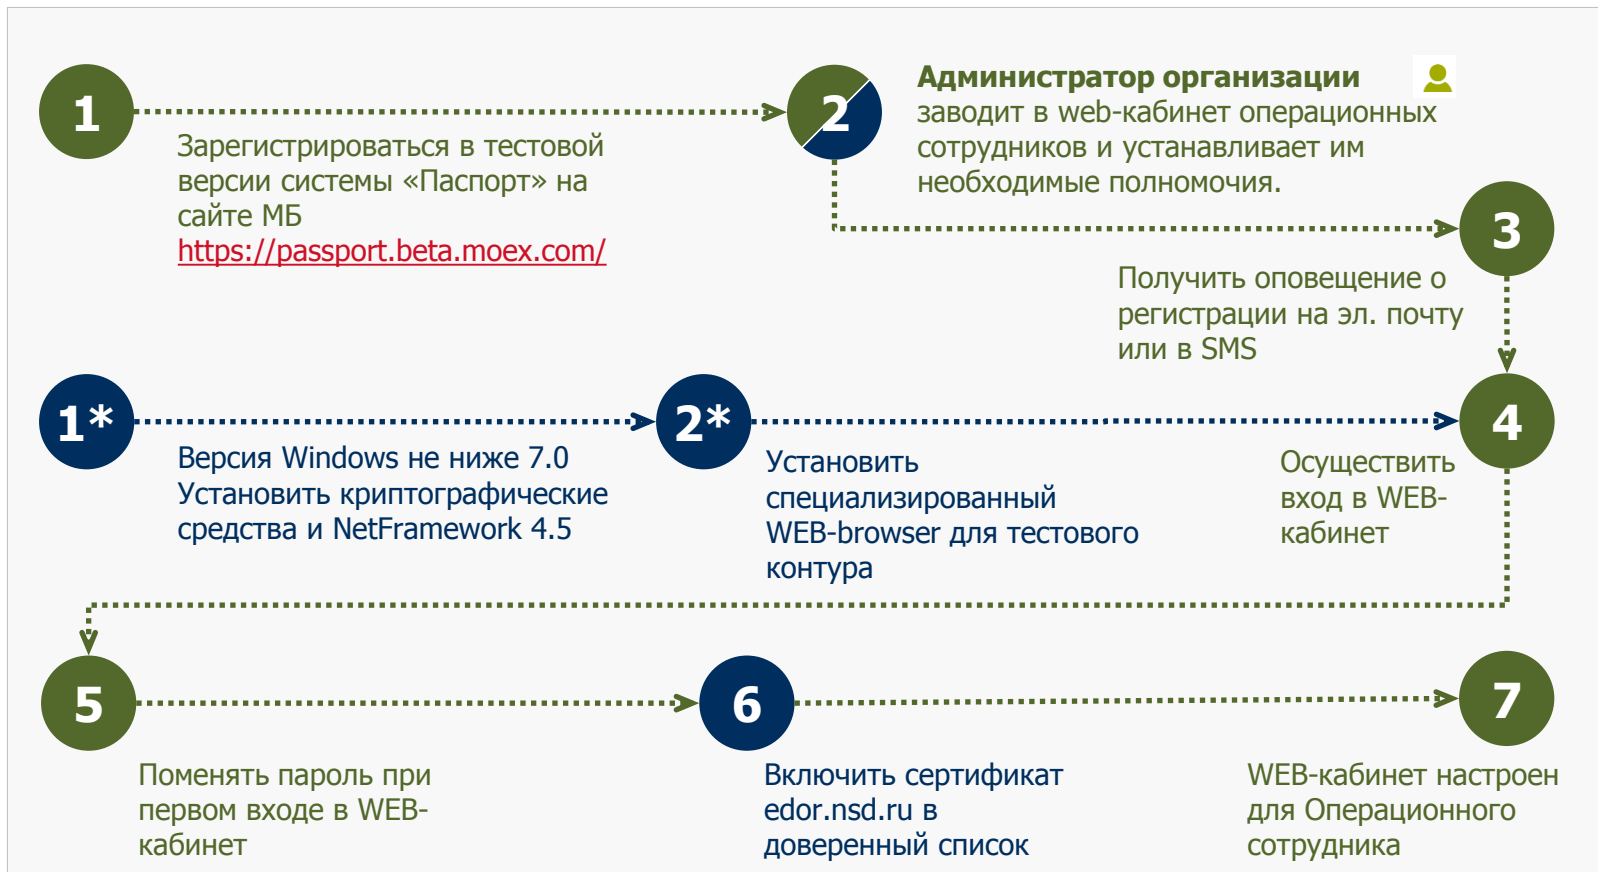 1
Зарегистрироваться в тестовой
версии системы «Паспорт» на
сайте МБ
https://passport.beta.moex.com/
2
Администратор организации
заводит в web-кабинет операционных
сотрудников и устанавливает им
необходимые полномочия.
3
Получить оповещение о
регистрации на эл. почту
или в SMS
1*
Версия Windows не ниже 7.0
Установить криптографические
средства и NetFramework 4.5
2*
Установить
специализированный
WEB-browser для тестового
контура
4
Осуществить
вход в WEB-
кабинет
5
Поменять пароль при
первом входе в WEB-
кабинет
6
Включить сертификат
edor.nsd.ru в
доверенный список
7
WEB-кабинет настроен
для Операционного
сотрудника